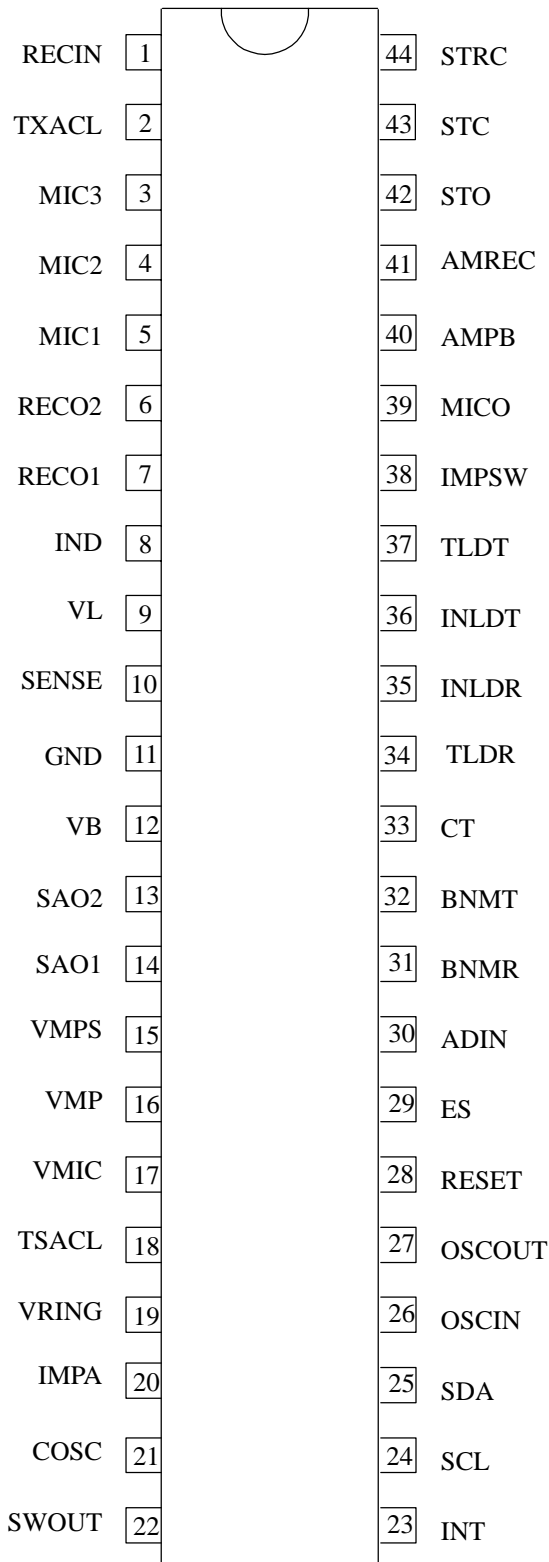 RECIN 1 44 STRC
TXACL 2 43 STC
MIC3 3 42 STO
MIC2 4 41 AMREC
MIC1 5 40 AMPB
RECO2 6 39 MICO
RECO1 7 38 IMPSW
IND 8 37 TLDT
VL 9 36 INLDT
SENSE 10 35 INLDR
GND 11 34 TLDR
VB 12 33 CT
SAO2 13 32 BNMT
SAO1 14 31 BNMR
VMPS 15 30 ADIN
VMP 16 29 ES
VMIC 17 28 RESET
TSACL 18 27 OSCOUT
VRING 19 26 OSCIN
IMPA 20 25 SDA
COSC 21 24 SCL
SWOUT 22 23 INT